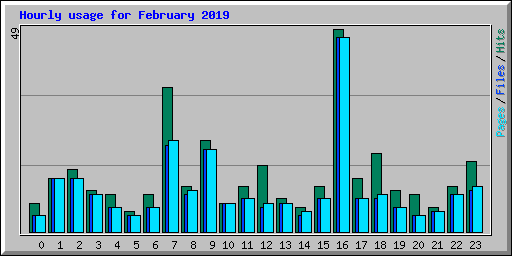 Hourly usage for February 2019
49
Pages / Files / Hits
0 1 2 3 4 5 6 7 8 9 10 11 12 13 14 15 16 17 18 19 20 21 22 23